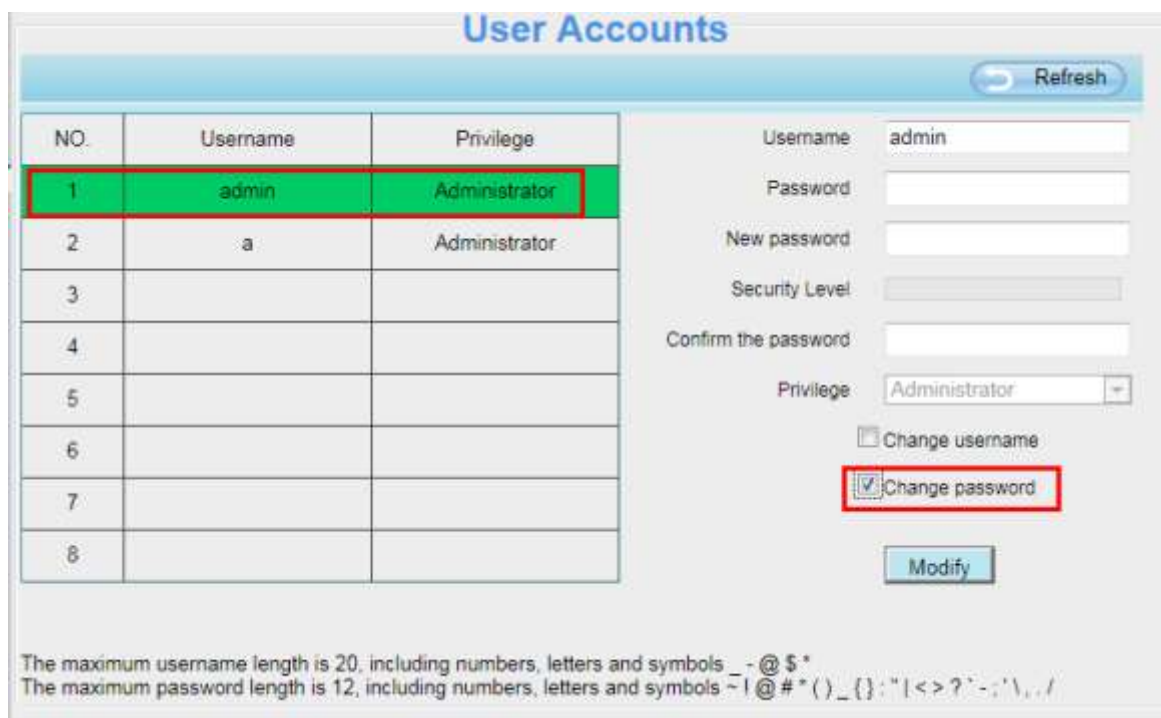 User Accounts
Refresh
NO. Username Privilege
1 admin Administrator
2 a Administrator
3
4
5
6
7
8
Username admin
Password
New password
Security Level
Confirm the password
Privilege Administrator
Change username
Change password
Modify
The maximum username length is 20, including numbers, letters and symbols _ - @ $ *
The maximum password length is 12, including numbers, letters and symbols ~ ! @ # * ( ) _ { } : " | < > ? ` - ; ' \ , . /